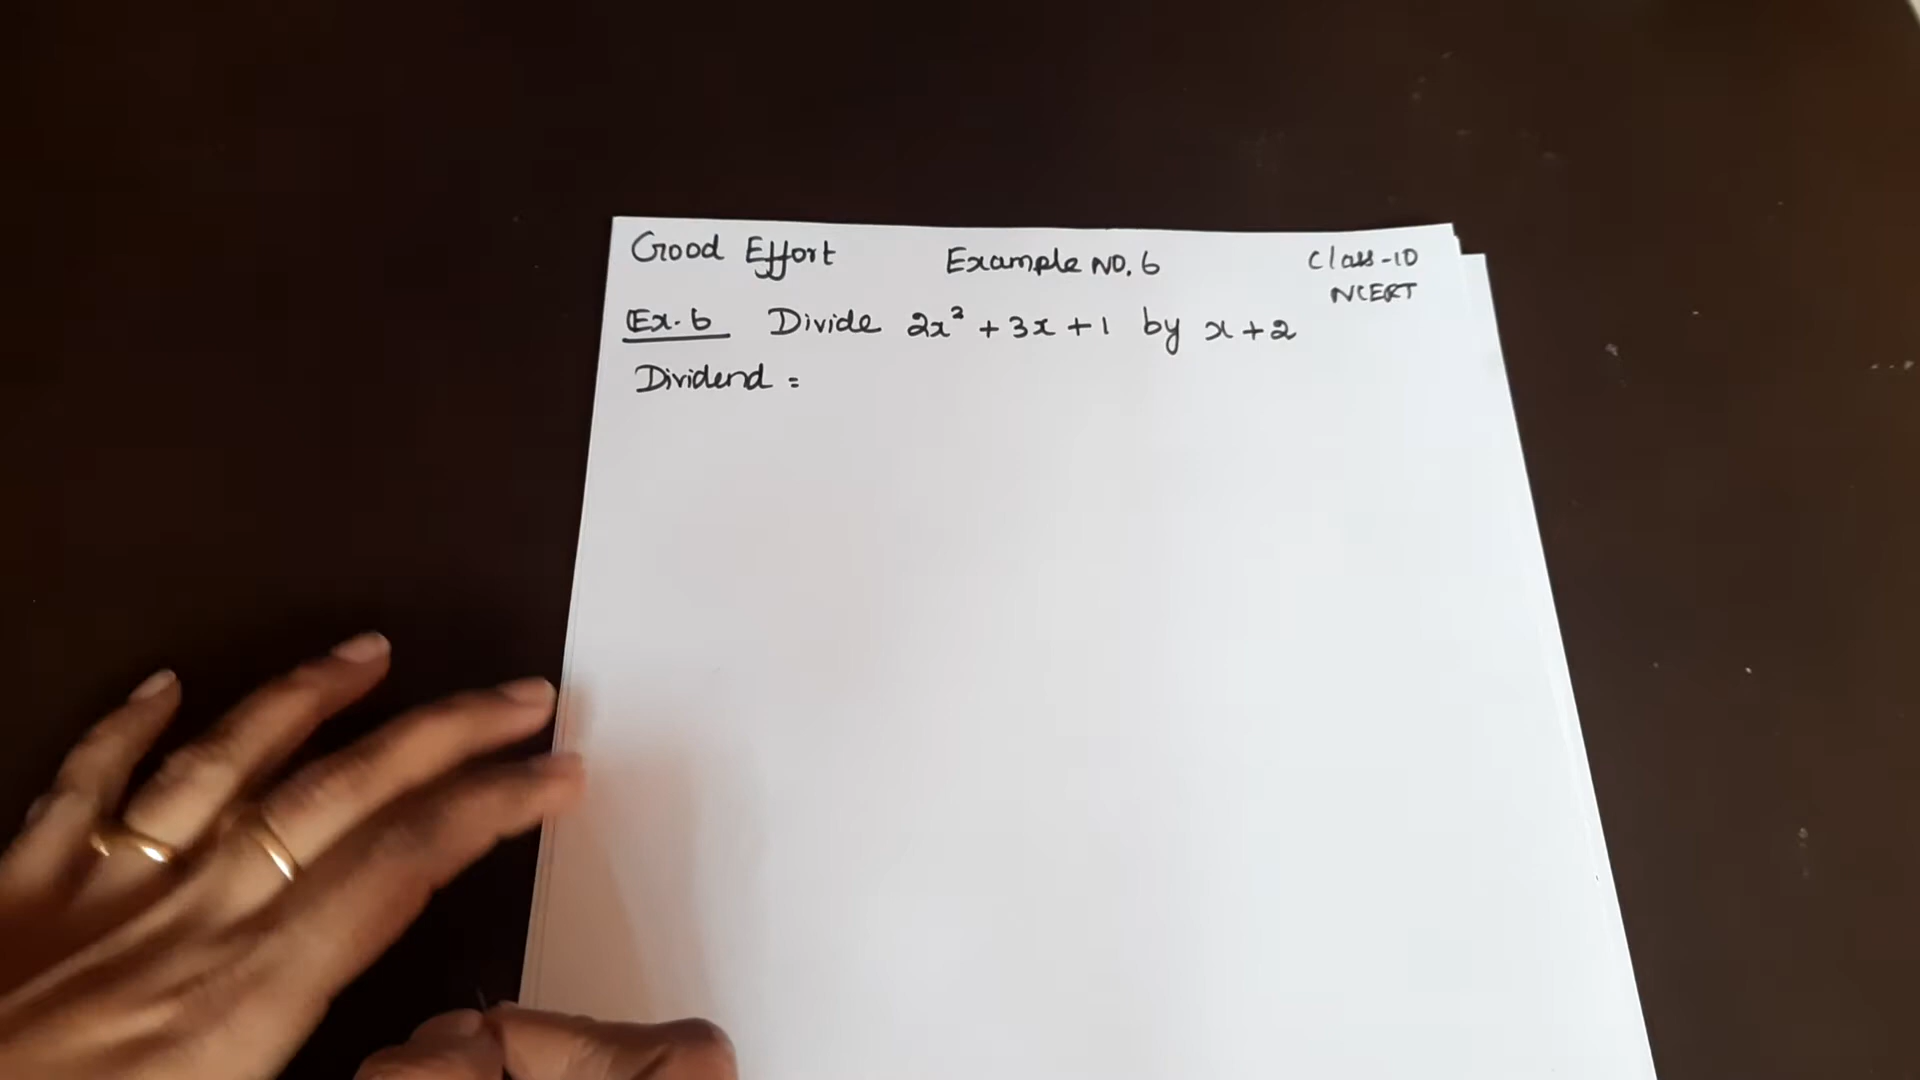 Good Effort Example NO. 6 Class-10
NCERT
Ex. 6 Divide 2x² + 3x + 1 by x + 2
Dividend =